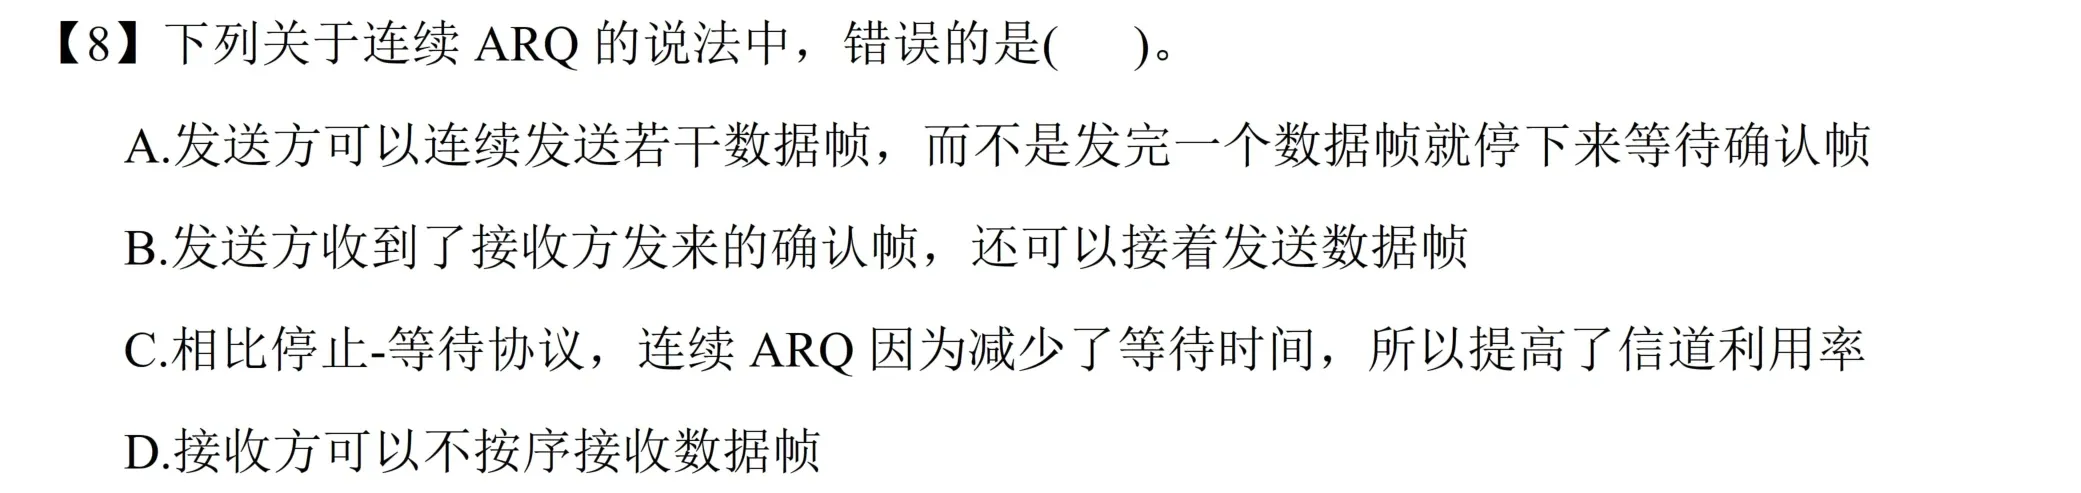 【8】下列关于连续 ARQ 的说法中，错误的是(　　)。
A.发送方可以连续发送若干数据帧，而不是发完一个数据帧就停下来等待确认帧
B.发送方收到了接收方发来的确认帧，还可以接着发送数据帧
C.相比停止-等待协议，连续 ARQ 因为减少了等待时间，所以提高了信道利用率
D.接收方可以不按序接收数据帧